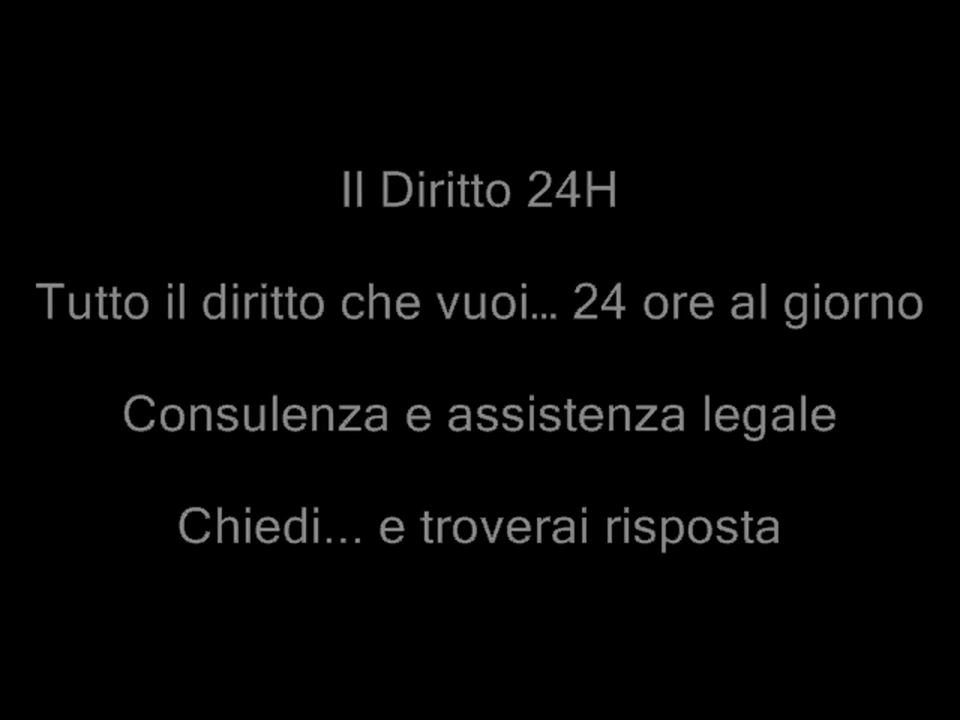 Il Diritto 24H
Tutto il diritto che vuoi… 24 ore al giorno
Consulenza e assistenza legale
Chiedi... e troverai risposta